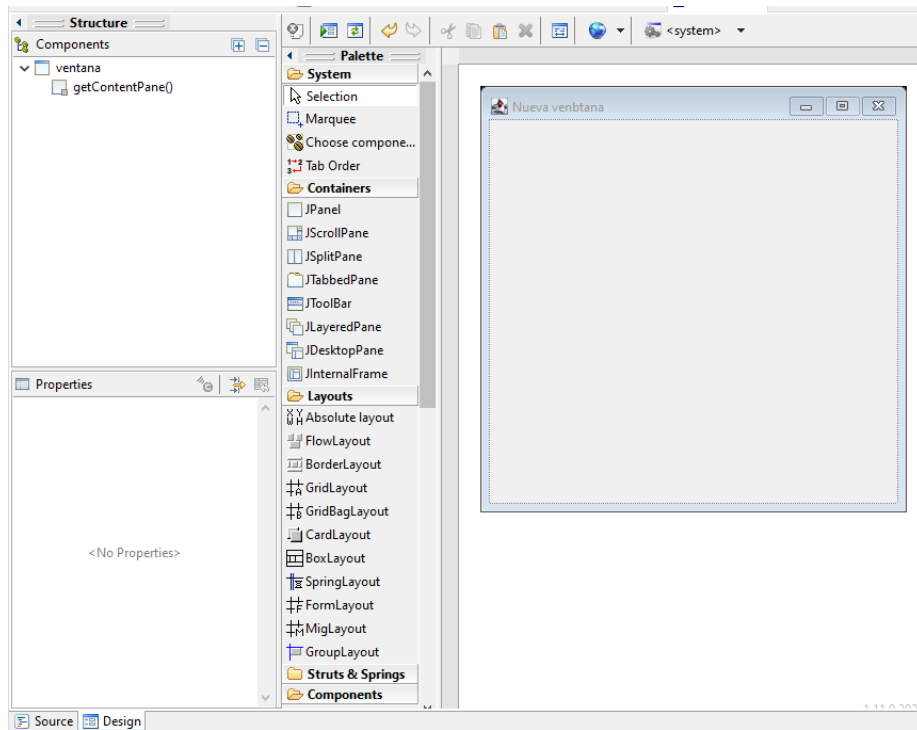 Structure
Components
ventana
getContentPane()
Properties
<No Properties>
Source
Design
<system>
Palette
System
Selection
Marquee
Choose compone...
Tab Order
Containers
JPanel
JScrollPane
JSplitPane
JTabbedPane
JToolBar
JLayeredPane
JDesktopPane
JInternalFrame
Layouts
Absolute layout
FlowLayout
BorderLayout
GridLayout
GridBagLayout
CardLayout
BoxLayout
SpringLayout
FormLayout
MigLayout
GroupLayout
Struts & Springs
Components
Nueva venbtana